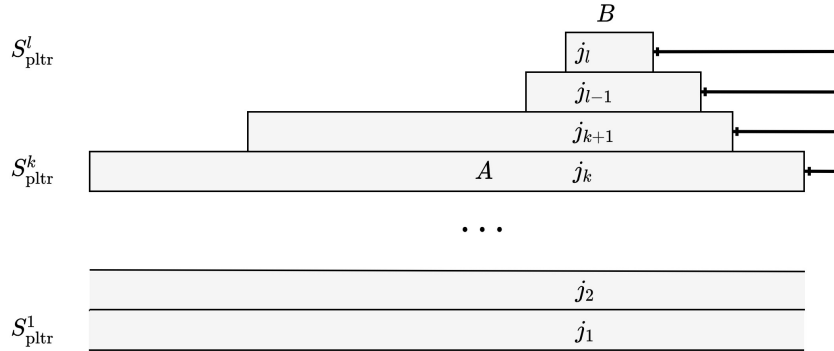 B
S^l_pltr j_l
j_{l-1}
j_{k+1}
S^k_pltr A j_k
...
j_2
S^1_pltr j_1